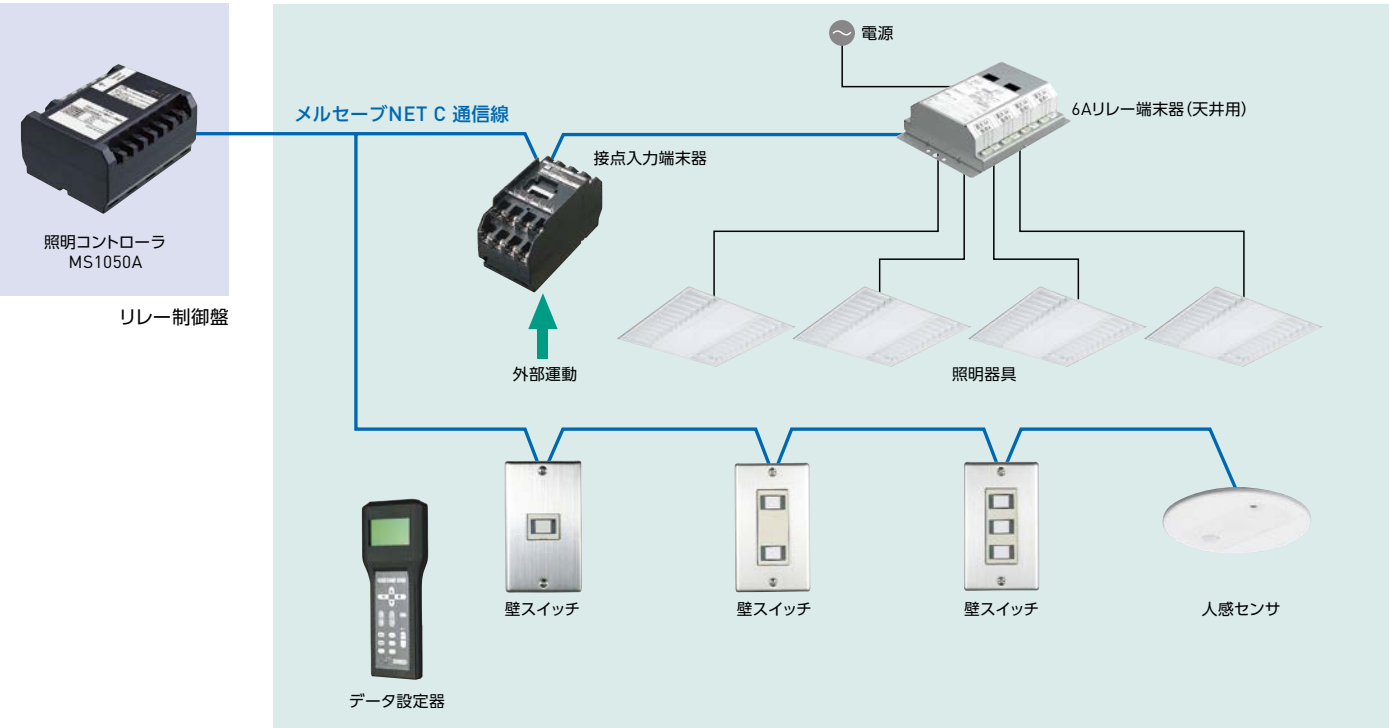 電源
メルセーブNET C 通信線
6Aリレー端末器(天井用)
接点入力端末器
照明コントローラ
MS1050A
リレー制御盤
外部運動
照明器具
壁スイッチ
壁スイッチ
壁スイッチ
人感センサ
データ設定器